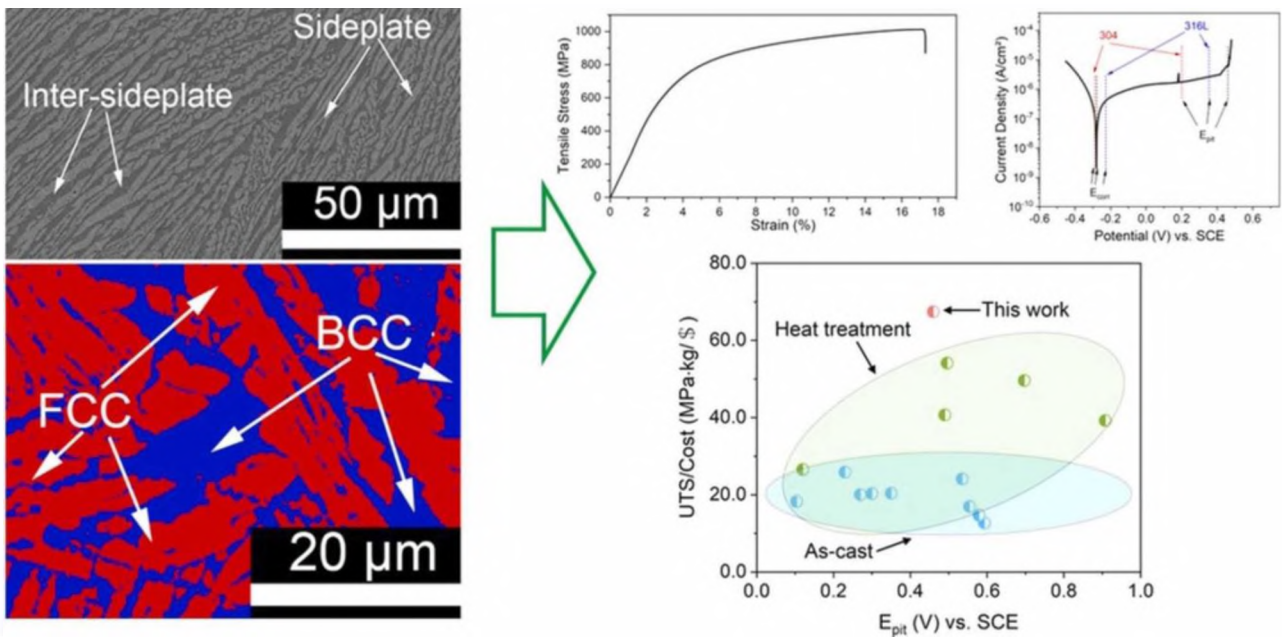 Sideplate
Inter-sideplate
50 μm
FCC
BCC
20 μm
Tensile Stress (MPa)
1000
800
600
400
200
0
0 2 4 6 8 10 12 14 16 18
Strain (%)
Current Density (A/cm²)
10⁻⁴
10⁻⁵
10⁻⁶
10⁻⁷
10⁻⁸
10⁻⁹
10⁻¹⁰
304
316L
E_pit
E_corr
-0.6 -0.4 -0.2 0.0 0.2 0.4 0.6
Potential (V) vs. SCE
UTS/Cost (MPa·kg/$)
80.0
60.0
40.0
20.0
0.0
This work
Heat treatment
As-cast
0.0 0.2 0.4 0.6 0.8 1.0
E_pit (V) vs. SCE